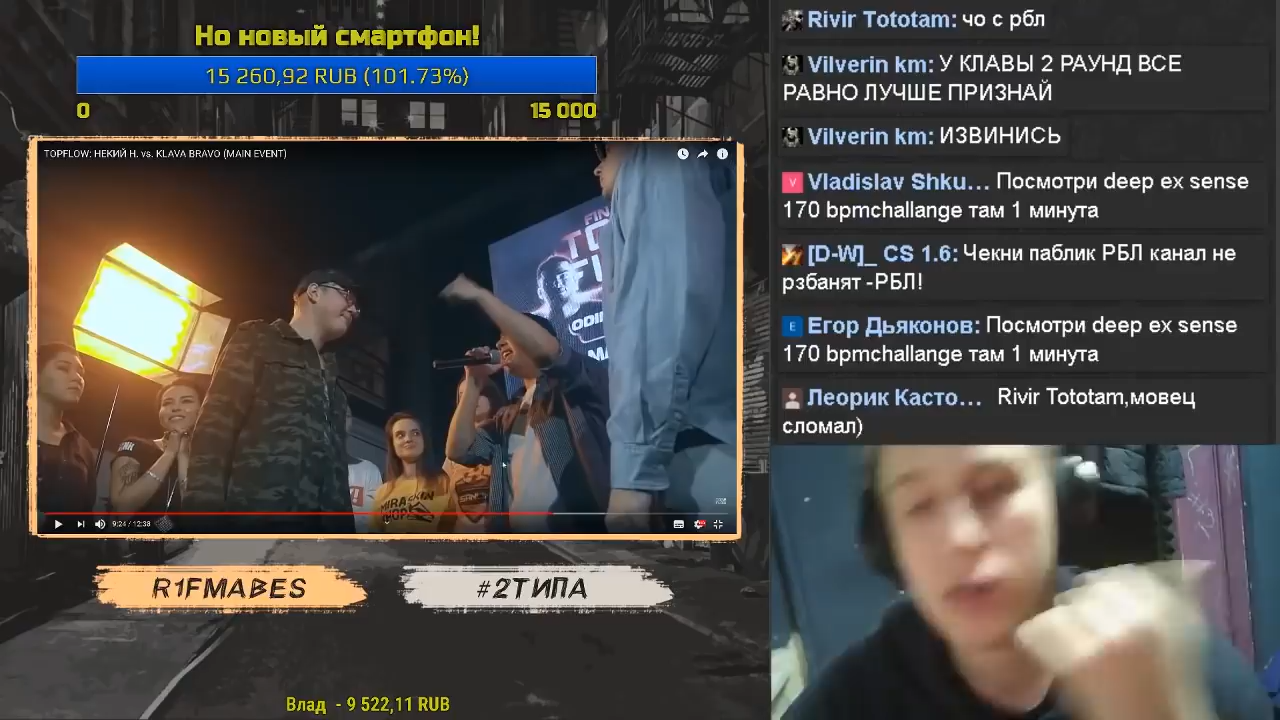 Но новый смартфон!
15 260,92 RUB (101.73%)
0
15 000
TOPFLOW: НЕКИЙ Н. vs. KLAVA BRAVO (MAIN EVENT)
FIN
ODI
MA
MIRASKIN
9:24 / 12:38
R1FMABES
#2ТИПА
Влад - 9 522,11 RUB
Rivir Tototam: чо с рбл
Vilverin km: У КЛАВЫ 2 РАУНД ВСЕ
РАВНО ЛУЧШЕ ПРИЗНАЙ
Vilverin km: ИЗВИНИСЬ
V
Vladislav Shku... Посмотри deep ex sense
170 bpmchallange там 1 минута
[D-W]_ CS 1.6: Чекни паблик РБЛ канал не
рзбанят -РБЛ!
E
Егор Дьяконов: Посмотри deep ex sense
170 bpmchallange там 1 минута
Леорик Касто... Rivir Tototam,мовец
сломал)